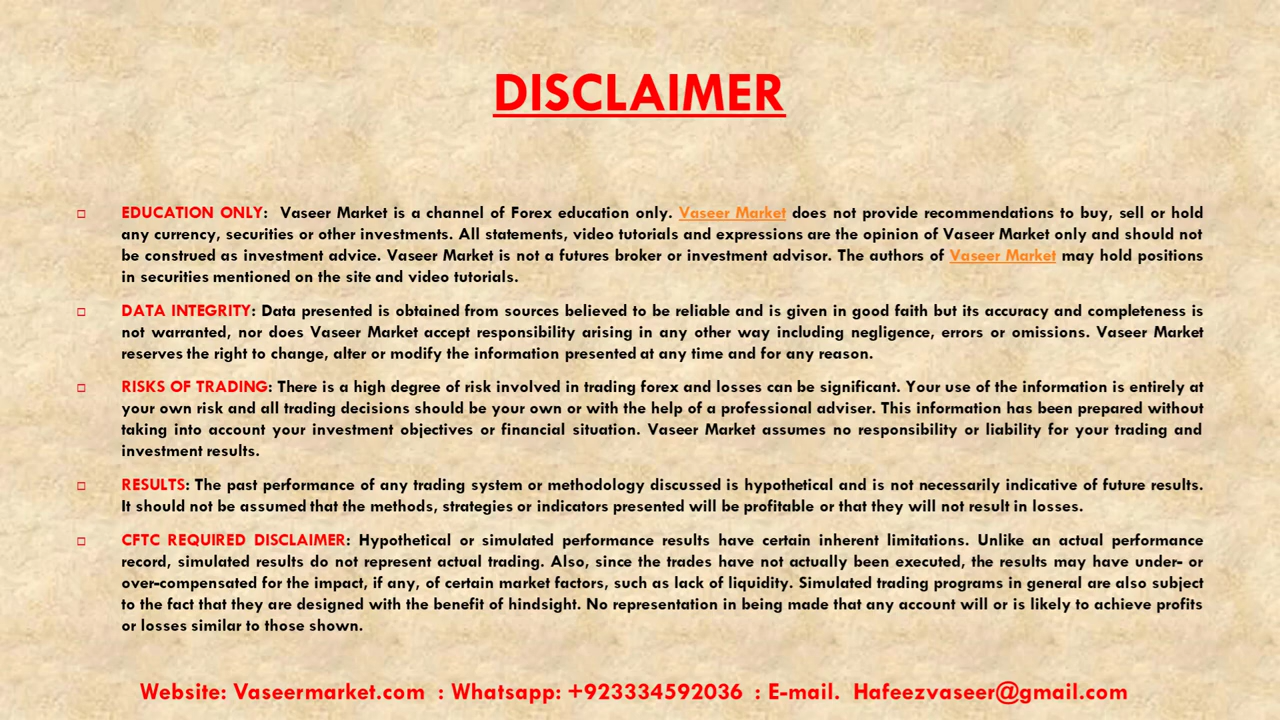 DISCLAIMER
EDUCATION ONLY: Vaseer Market is a channel of Forex education only. Vaseer Market does not provide recommendations to buy, sell or hold
any currency, securities or other investments. All statements, video tutorials and expressions are the opinion of Vaseer Market only and should not
be construed as investment advice. Vaseer Market is not a futures broker or investment advisor. The authors of Vaseer Market may hold positions
in securities mentioned on the site and video tutorials.
DATA INTEGRITY: Data presented is obtained from sources believed to be reliable and is given in good faith but its accuracy and completeness is
not warranted, nor does Vaseer Market accept responsibility arising in any other way including negligence, errors or omissions. Vaseer Market
reserves the right to change, alter or modify the information presented at any time and for any reason.
RISKS OF TRADING: There is a high degree of risk involved in trading forex and losses can be significant. Your use of the information is entirely at
your own risk and all trading decisions should be your own or with the help of a professional adviser. This information has been prepared without
taking into account your investment objectives or financial situation. Vaseer Market assumes no responsibility or liability for your trading and
investment results.
RESULTS: The past performance of any trading system or methodology discussed is hypothetical and is not necessarily indicative of future results.
It should not be assumed that the methods, strategies or indicators presented will be profitable or that they will not result in losses.
CFTC REQUIRED DISCLAIMER: Hypothetical or simulated performance results have certain inherent limitations. Unlike an actual performance
record, simulated results do not represent actual trading. Also, since the trades have not actually been executed, the results may have under- or
over-compensated for the impact, if any, of certain market factors, such as lack of liquidity. Simulated trading programs in general are also subject
to the fact that they are designed with the benefit of hindsight. No representation in being made that any account will or is likely to achieve profits
or losses similar to those shown.
Website: Vaseermarket.com : Whatsapp: +923334592036 : E-mail. Hafeezvaseer@gmail.com